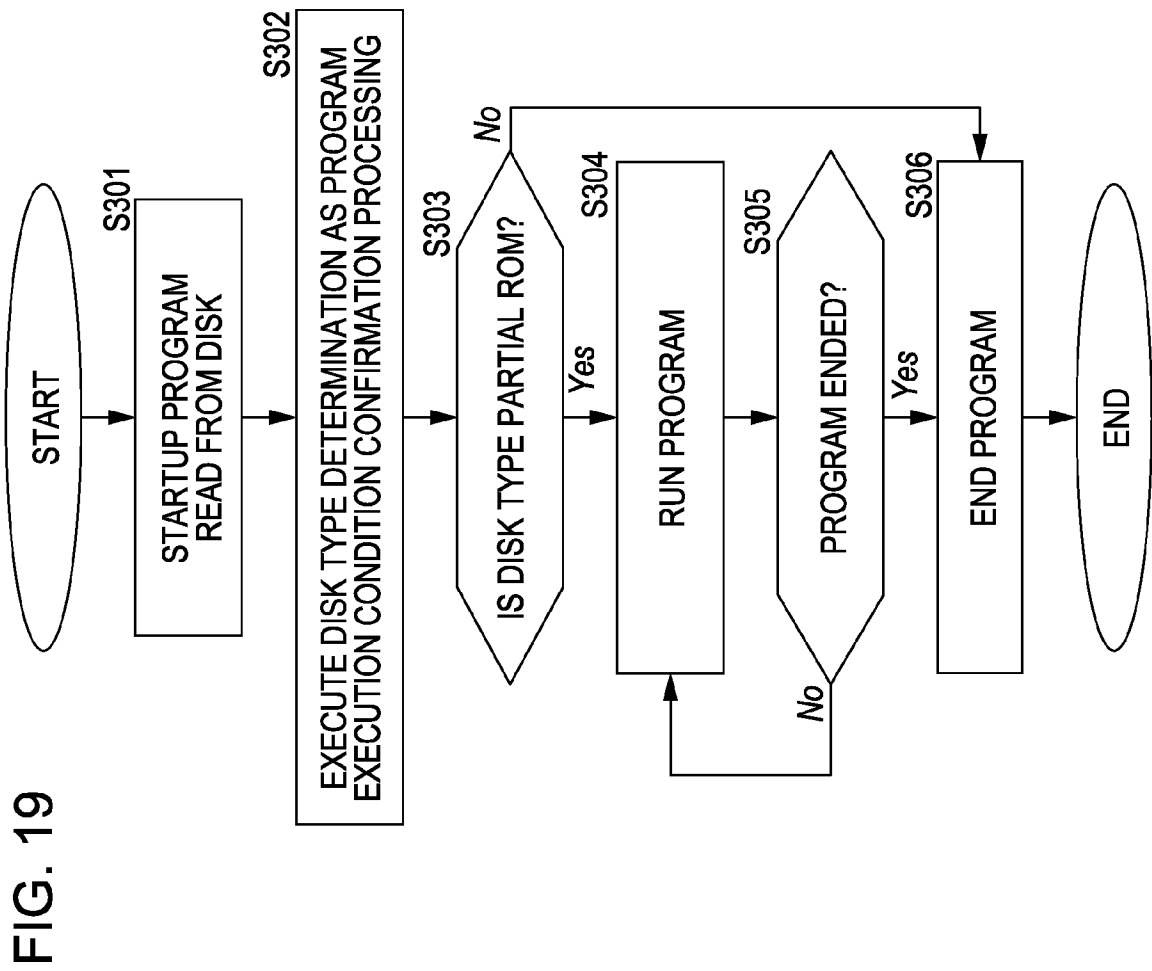 FIG. 19
START
S301
STARTUP PROGRAM
READ FROM DISK
S302
EXECUTE DISK TYPE DETERMINATION AS PROGRAM
EXECUTION CONDITION CONFIRMATION PROCESSING
S303
IS DISK TYPE PARTIAL ROM?
No
Yes
S304
RUN PROGRAM
S305
PROGRAM ENDED?
No
Yes
S306
END PROGRAM
END